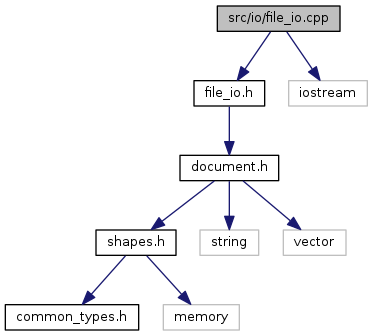 src/io/file_io.cpp
file_io.h
iostream
document.h
shapes.h
string
vector
common_types.h
memory